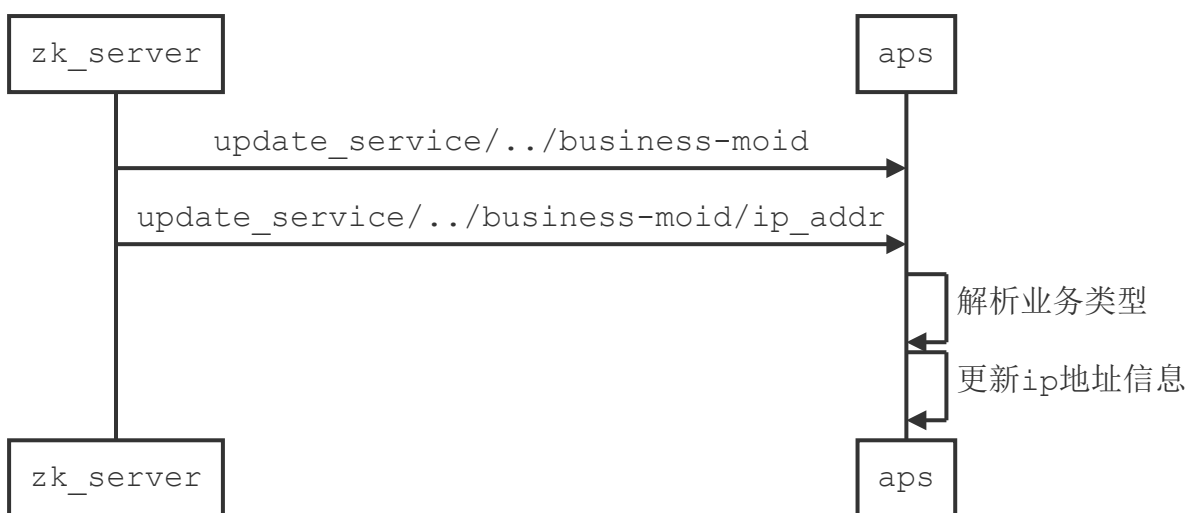 zk_server
aps
update_service/../business-moid
update_service/../business-moid/ip_addr
解析业务类型
更新ip地址信息
zk_server
aps